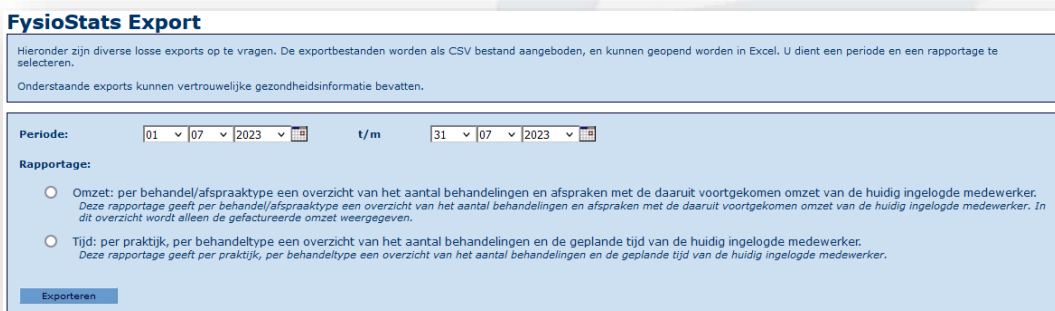 FysioStats Export
Hieronder zijn diverse losse exports op te vragen. De exportbestanden worden als CSV bestand aangeboden, en kunnen geopend worden in Excel. U dient een periode en een rapportage te
selecteren.
Onderstaande exports kunnen vertrouwelijke gezondheidsinformatie bevatten.
Periode: 01 07 2023 t/m 31 07 2023
Rapportage:
Omzet: per behandel/afspraaktype een overzicht van het aantal behandelingen en afspraken met de daaruit voortgekomen omzet van de huidig ingelogde medewerker.
Deze rapportage geeft per behandel/afspraaktype een overzicht van het aantal behandelingen en afspraken met de daaruit voortgekomen omzet van de huidig ingelogde medewerker. In
dit overzicht wordt alleen de gefactureerde omzet weergegeven.
Tijd: per praktijk, per behandeltype een overzicht van het aantal behandelingen en de geplande tijd van de huidig ingelogde medewerker.
Deze rapportage geeft per praktijk, per behandeltype een overzicht van het aantal behandelingen en de geplande tijd van de huidig ingelogde medewerker.
Exporteren